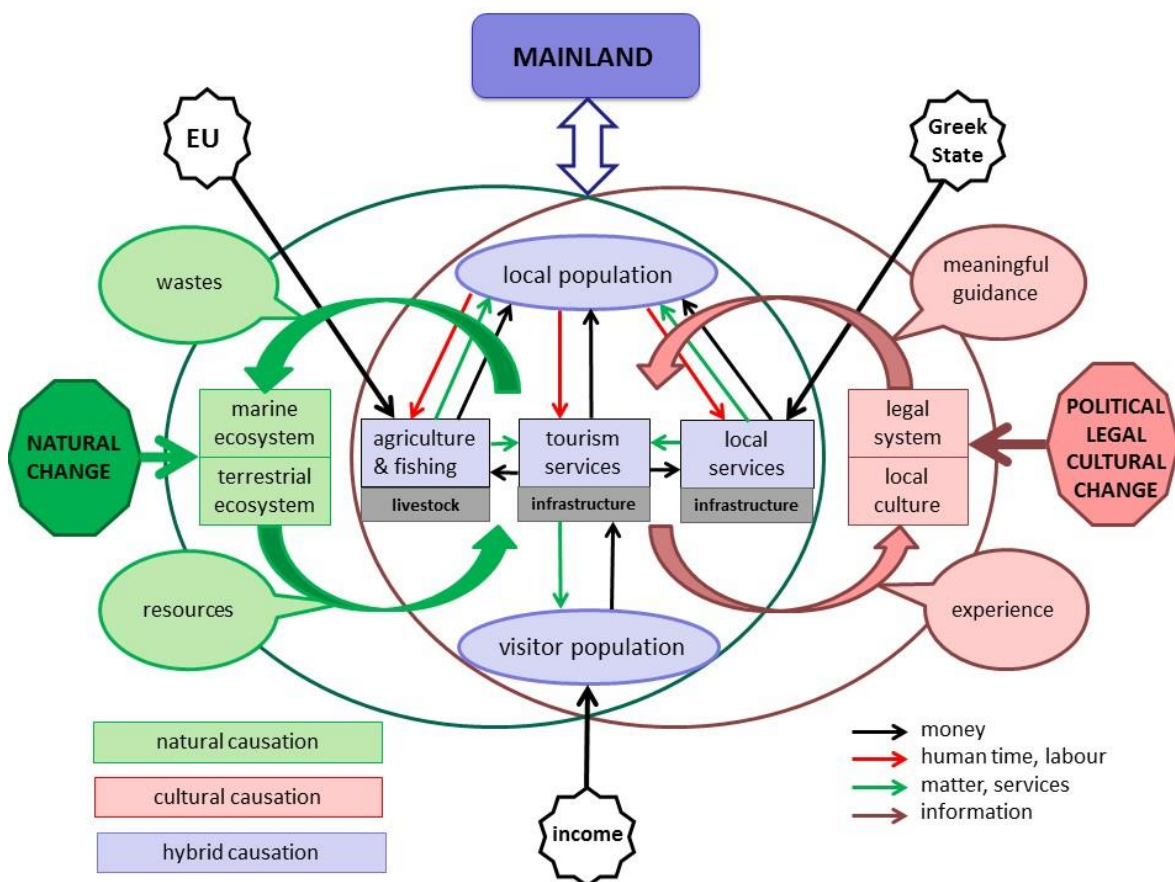 MAINLAND
EU
Greek
State
wastes
local population
meaningful
guidance
NATURAL
CHANGE
marine
ecosystem
terrestrial
ecosystem
agriculture
& fishing
livestock
tourism
services
infrastructure
local
services
infrastructure
legal
system
local
culture
POLITICAL
LEGAL
CULTURAL
CHANGE
resources
experience
visitor population
natural causation
cultural causation
hybrid causation
income
money
human time, labour
matter, services
information